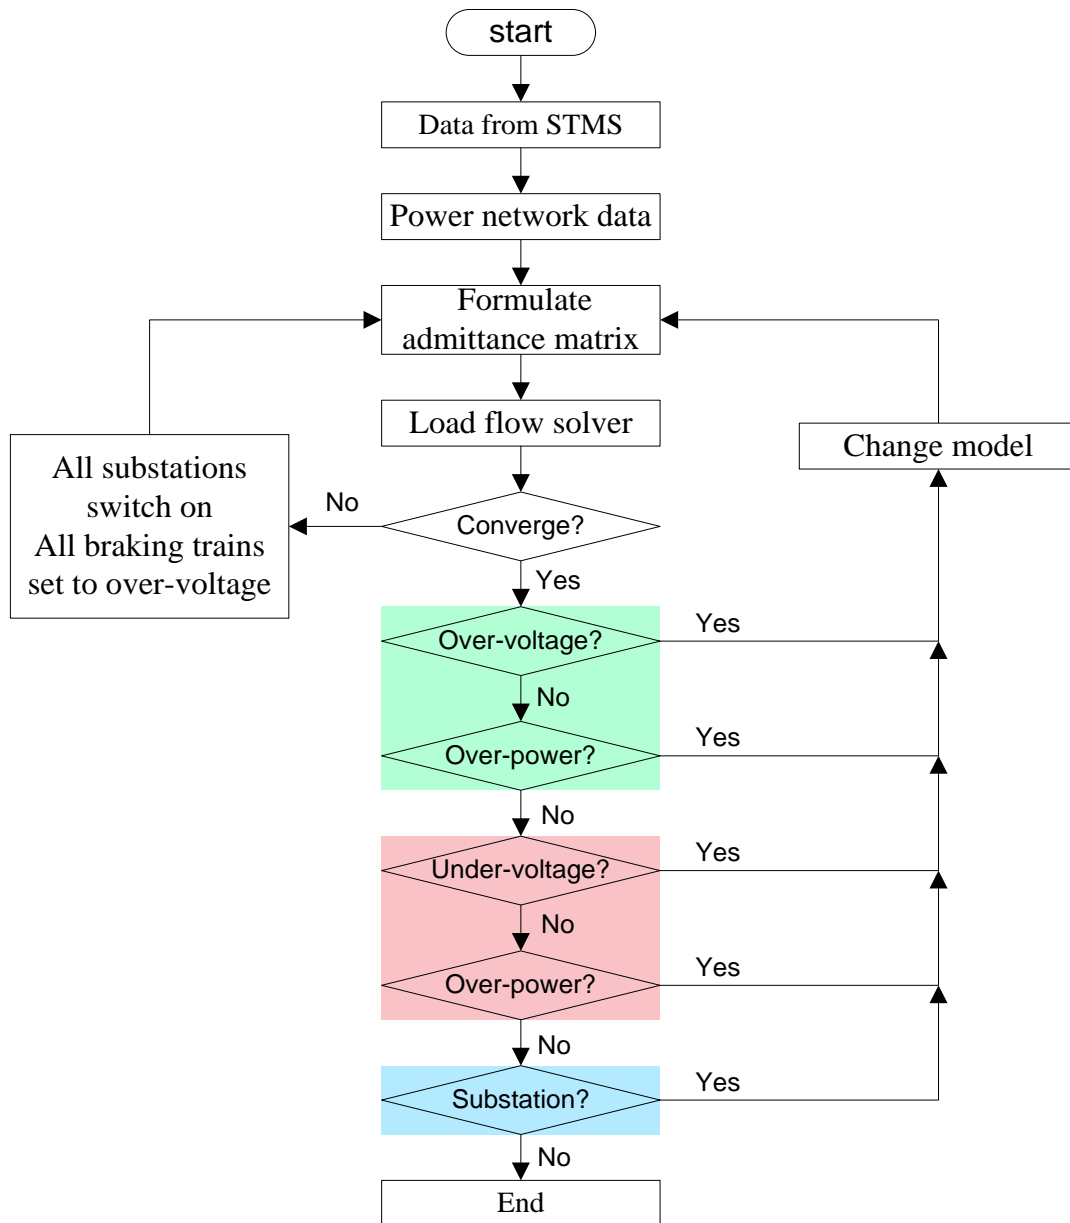 start
Data from STMS
Power network data
Formulate
admittance matrix
Load flow solver
Change model
All substations
switch on
All braking trains
set to over-voltage
No
Converge?
Yes
Over-voltage?
Yes
No
Over-power?
Yes
No
Under-voltage?
Yes
No
Over-power?
Yes
No
Substation?
Yes
No
End